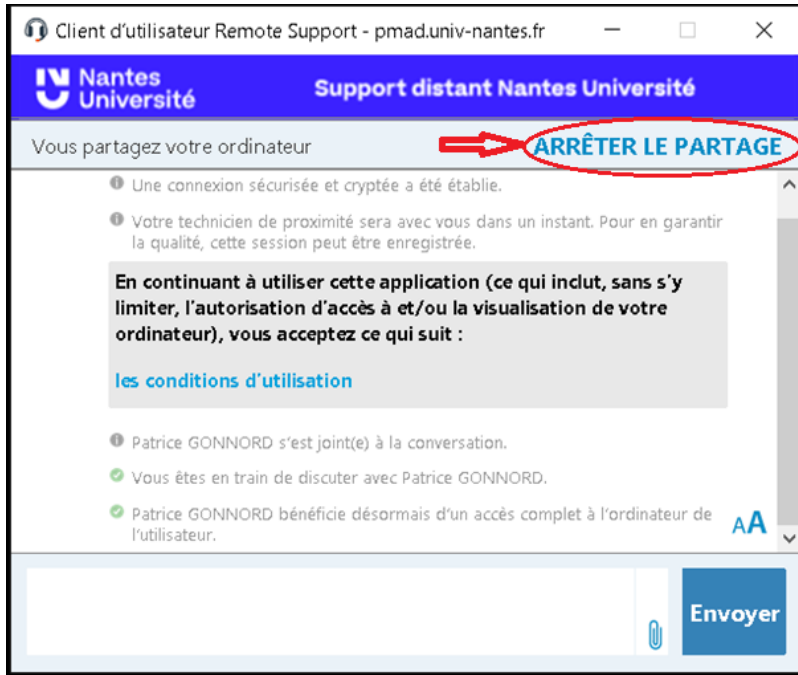 Client d'utilisateur Remote Support - pmad.univ-nantes.fr
Nantes
Université
Support distant Nantes Université
Vous partagez votre ordinateur
ARRÊTER LE PARTAGE
Une connexion sécurisée et cryptée a été établie.
Votre technicien de proximité sera avec vous dans un instant. Pour en garantir
la qualité, cette session peut être enregistrée.
En continuant à utiliser cette application (ce qui inclut, sans s'y
limiter, l'autorisation d'accès à et/ou la visualisation de votre
ordinateur), vous acceptez ce qui suit :
les conditions d'utilisation
Patrice GONNORD s'est joint(e) à la conversation.
Vous êtes en train de discuter avec Patrice GONNORD.
Patrice GONNORD bénéficie désormais d'un accès complet à l'ordinateur de
l'utilisateur.
AA
Envoyer